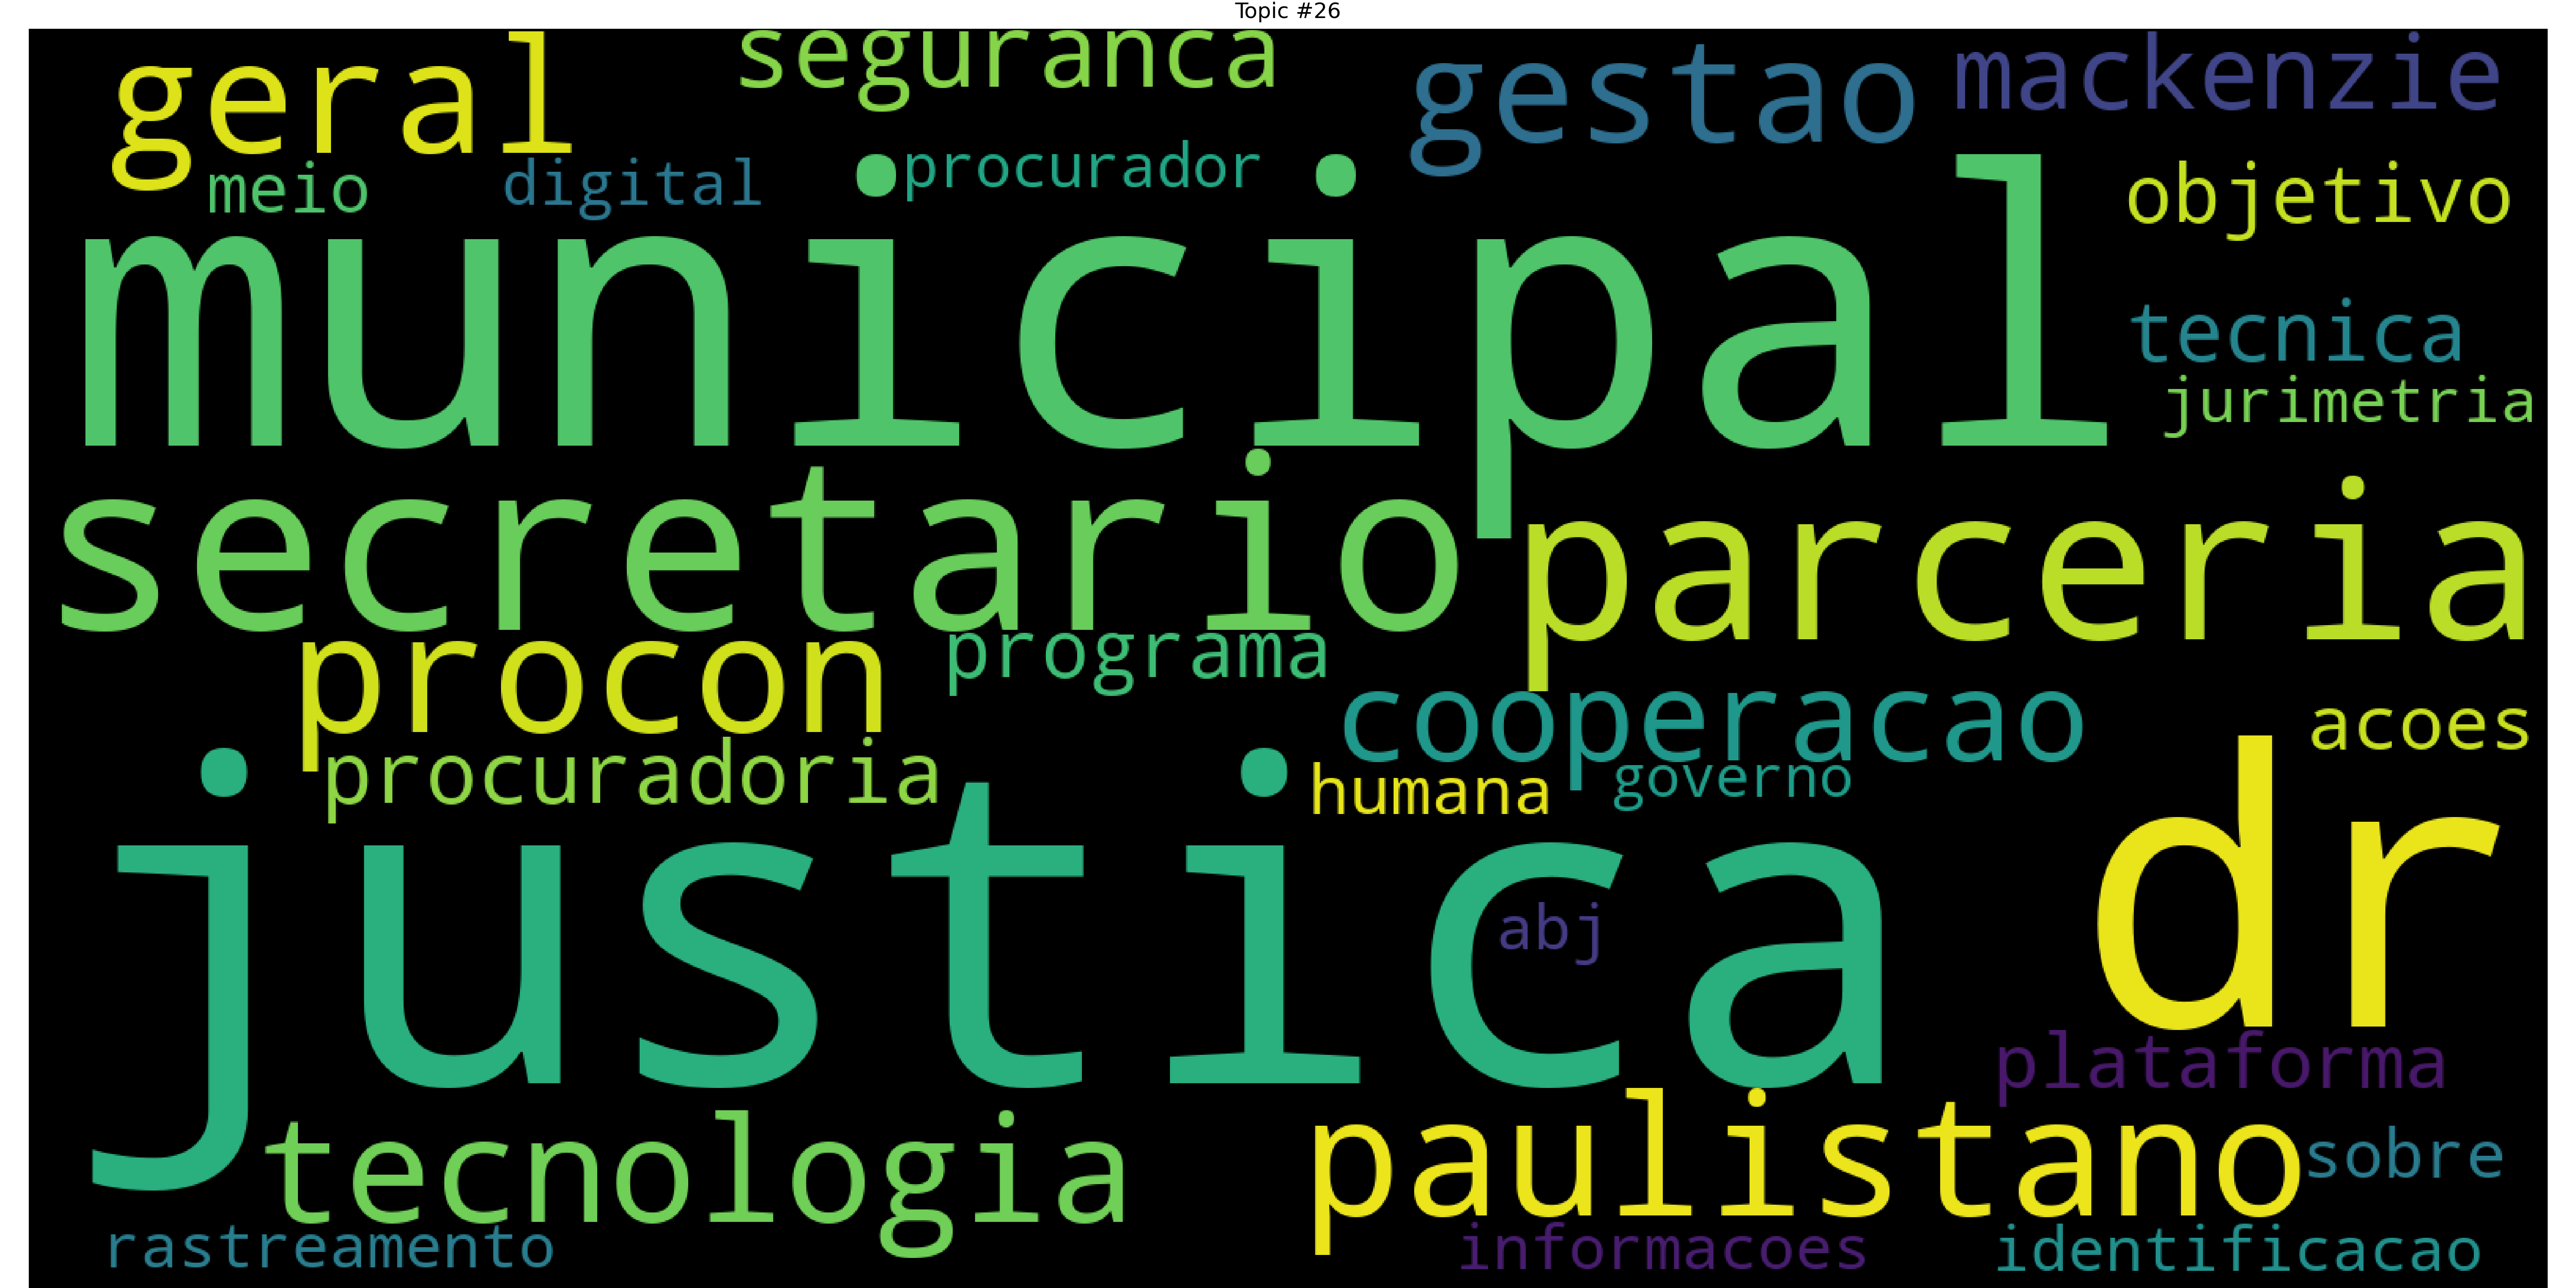 Topic #26
geral
seguranca
gestao
mackenzie
meio
digital
procurador
objetivo
municipal
tecnica
jurimetria
secretario
parceria
procon
programa
cooperacao
acoes
procuradoria
humana
governo
justica
dr
abj
plataforma
tecnologia
paulistano
sobre
rastreamento
informacoes
identificacao